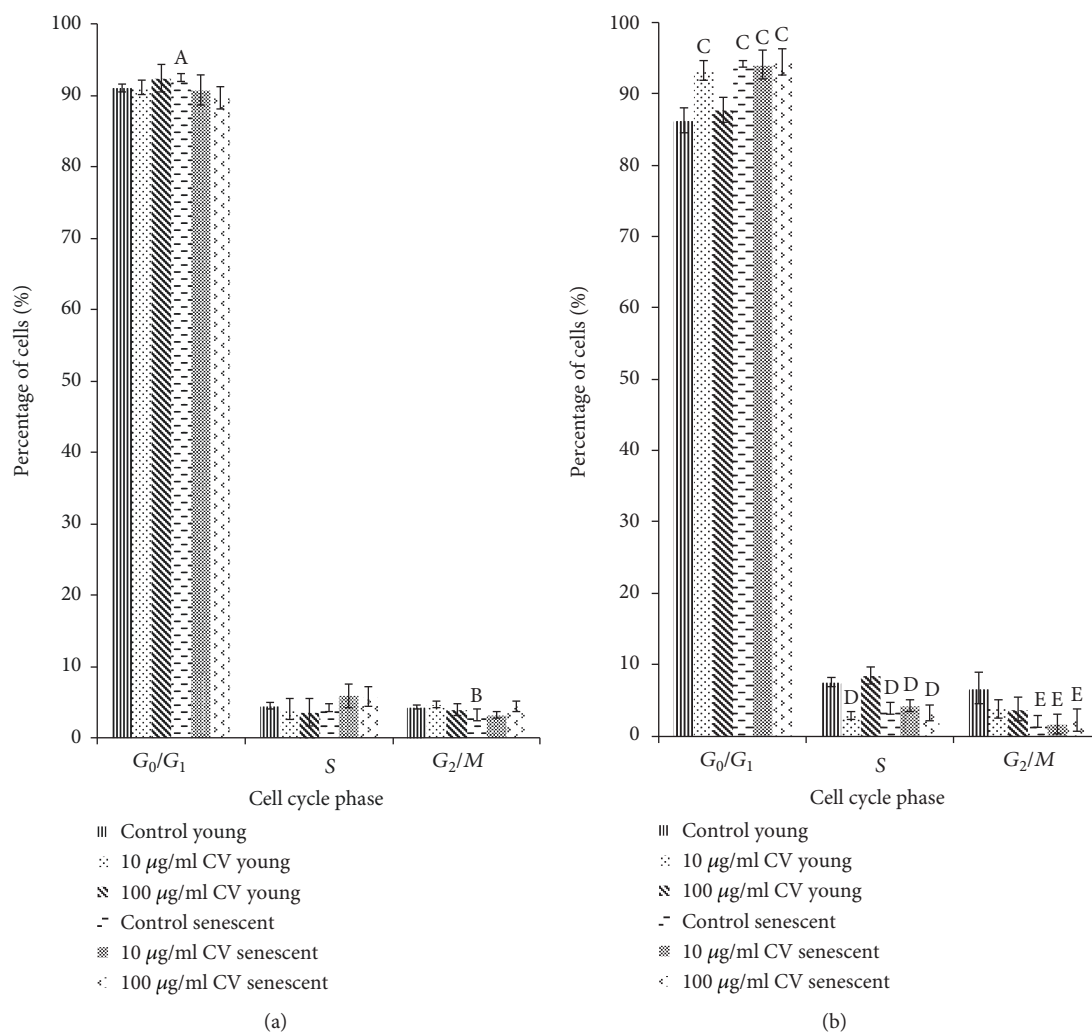 100
90
80
70
60
50
40
30
20
10
0
Percentage of cells (%)
A
B
G₀/G₁
S
G₂/M
Cell cycle phase
Control young
10 μg/ml CV young
100 μg/ml CV young
Control senescent
10 μg/ml CV senescent
100 μg/ml CV senescent
(a)
100
90
80
70
60
50
40
30
20
10
0
Percentage of cells (%)
C
C
C
C
D
D
D
D
E
E
E
G₀/G₁
S
G₂/M
Cell cycle phase
Control young
10 μg/ml CV young
100 μg/ml CV young
Control senescent
10 μg/ml CV senescent
100 μg/ml CV senescent
(b)